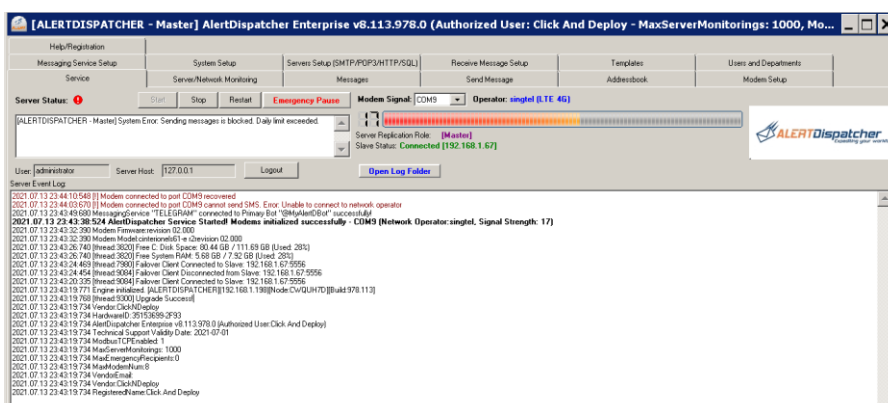 [ALERTDISPATCHER - Master] AlertDispatcher Enterprise v8.113.978.0 (Authorized User: Click And Deploy - MaxServerMonitorings: 1000, Mo...
Help/Registration
Messaging Service Setup System Setup Servers Setup (SMTP/POP3/HTTP/SQL) Receive Message Setup Templates Users and Departments
Service Server/Network Monitoring Messages Send Message Addressbook Modem Setup
Server Status: Start Stop Restart Emergency Pause Modem Signal: COM9 Operator: singtel (LTE 4G)
17
[ALERTDISPATCHER - Master] System Error: Sending messages is blocked. Daily limit exceeded.
Server Replication Role: [Master]
Slave Status: Connected [192.168.1.67]
ALERTDispatcher
Expediting your world
User: administrator Server Host: 127.0.0.1 Logout Open Log Folder
Server Event Log:
2021.07.13 23:44:10:548 [!] Modem connected to port COM9 recovered
2021.07.13 23:44:03:670 [!] Modem connected to port COM9 cannot send SMS. Error: Unable to connect to network operator
2021.07.13 23:43:49:680 MessagingService "TELEGRAM" connected to Primary Bot "@MyAlertDBot" successfully!
2021.07.13 23:43:38:524 AlertDispatcher Service Started! Modems initialized successfully - COM9 (Network Operator:singtel, Signal Strength: 17)
2021.07.13 23:43:32:390 Modem Firmware:revision 02.000
2021.07.13 23:43:32:390 Modem Model:cinterionels61-e r2revision 02.000
2021.07.13 23:43:26:740 [thread:3820] Free C: Disk Space: 80.44 GB / 111.69 GB (Used: 28%)
2021.07.13 23:43:26:740 [thread:3820] Free System RAM: 5.68 GB / 7.92 GB (Used: 28%)
2021.07.13 23:43:24:469 [thread:7980] Failover Client Connected to Slave: 192.168.1.67:5556
2021.07.13 23:43:24:454 [thread:9084] Failover Client Disconnected from Slave: 192.168.1.67:5556
2021.07.13 23:43:20:335 [thread:9084] Failover Client Connected to Slave: 192.168.1.67:5556
2021.07.13 23:43:19:771 Engine initialized. [ALERTDISPATCHER][192.168.1.198][Node:CWQUH7D][Build:978.113]
2021.07.13 23:43:19:768 [thread:9300] Upgrade Success!
2021.07.13 23:43:19:734 Vendor:ClickNDeploy
2021.07.13 23:43:19:734 HardwareID:35153699-2F93
2021.07.13 23:43:19:734 AlertDispatcher Enterprise v8.113.978.0 (Authorized User:Click And Deploy)
2021.07.13 23:43:19:734 Technical Support Validity Date: 2021-07-01
2021.07.13 23:43:19:734 ModbusTCPEnabled: 1
2021.07.13 23:43:19:734 MaxServerMonitorings: 1000
2021.07.13 23:43:19:734 MaxEmergencyRecipients:0
2021.07.13 23:43:19:734 MaxModemNum:8
2021.07.13 23:43:19:734 VendorEmail:
2021.07.13 23:43:19:734 Vendor:ClickNDeploy
2021.07.13 23:43:19:734 RegisteredName:Click And Deploy